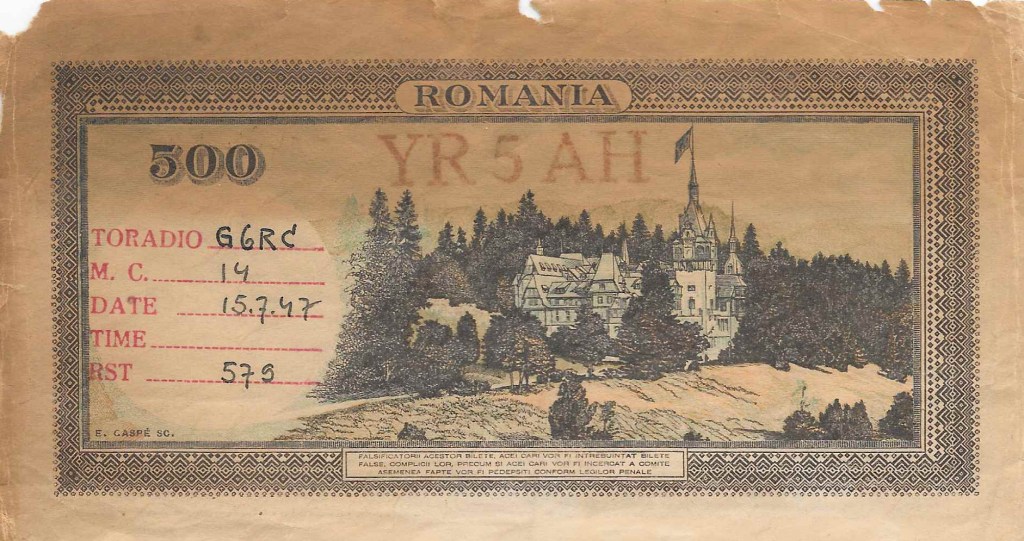 ROMANIA
500
YR5AH
TO RADIO G6RC
M. C. 14
DATE 15.7.47
TIME
RST 579
E. GASPÉ SC.
FALSIFICATORII ACESTOR BILETE, ACEI CARI VOR FI INTREBUINTAT BILETE
FALSE, COMPLICII LOR, PRECUM SI ACEI CARI VOR FI INCERCAT A COMITE
ASEMENEA FAPTE VOR FI PEDEPSITI CONFORM LEGILOR PENALE